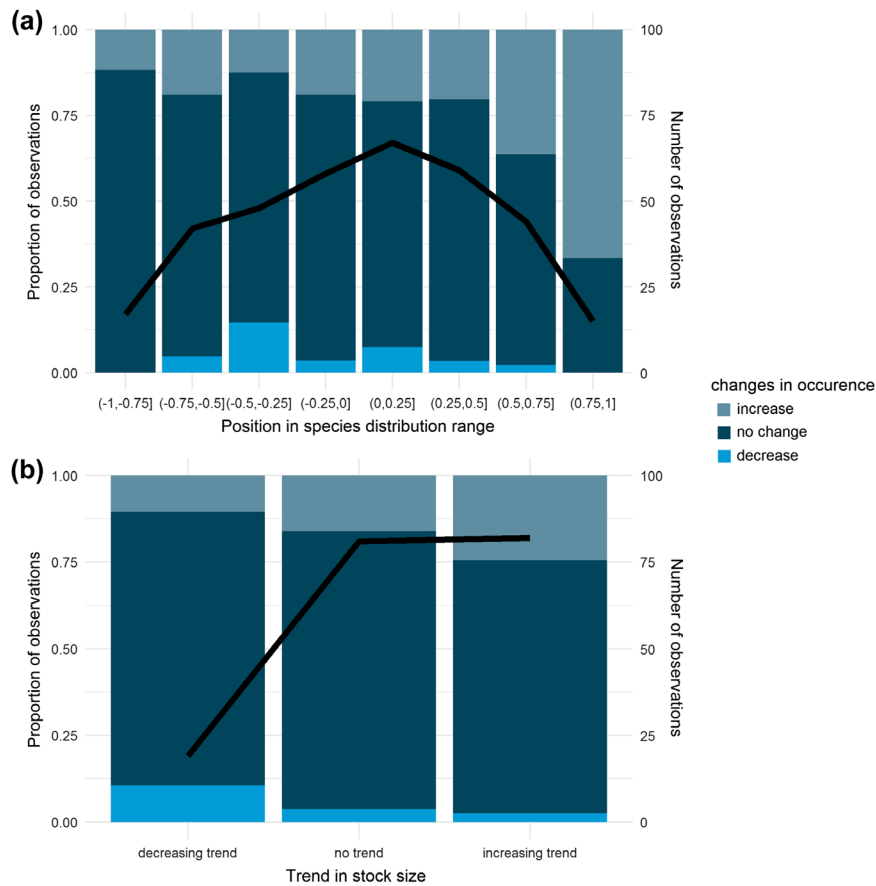 (a)
1.00
0.75
0.50
0.25
0.00
Proportion of observations
100
75
50
25
0
Number of observations
(-1,-0.75] (-0.75,-0.5] (-0.5,-0.25] (-0.25,0] (0,0.25] (0.25,0.5] (0.5,0.75] (0.75,1]
Position in species distribution range
changes in occurence
increase
no change
decrease
(b)
1.00
0.75
0.50
0.25
0.00
Proportion of observations
100
75
50
25
0
Number of observations
decreasing trend no trend increasing trend
Trend in stock size